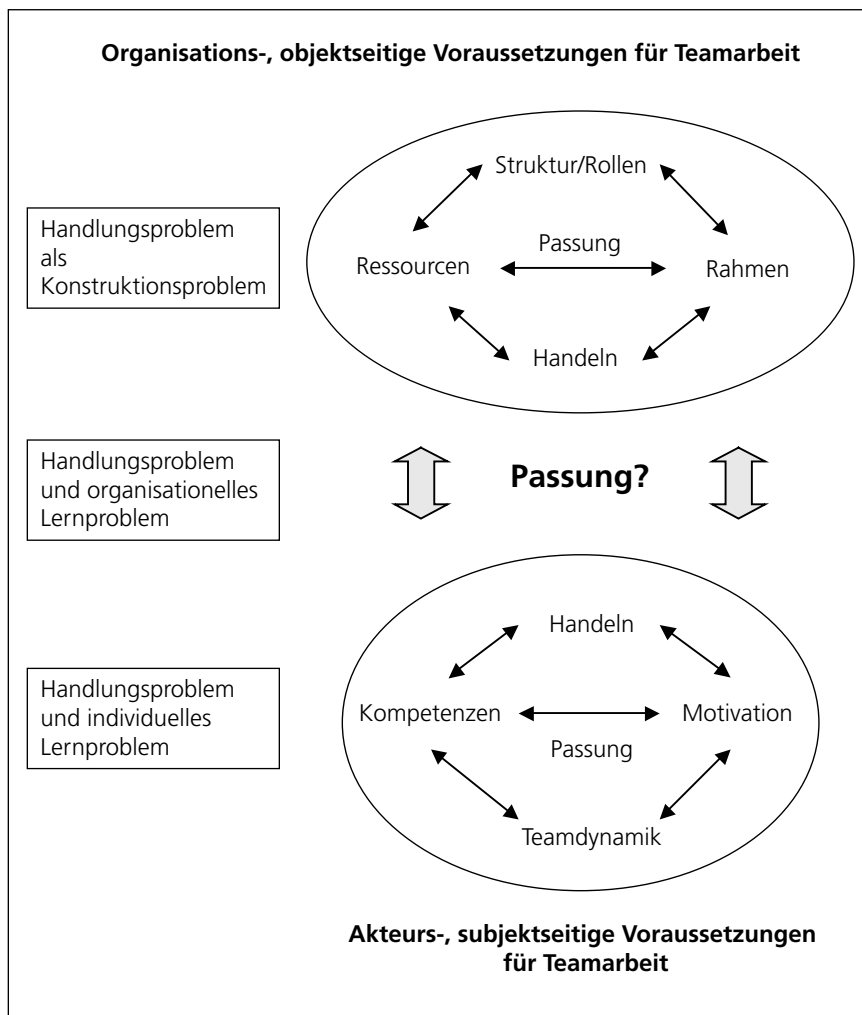 Organisations-, objektseitige Voraussetzungen für Teamarbeit
Handlungsproblem
als
Konstruktionsproblem
Struktur/Rollen
Passung
Ressourcen
Rahmen
Handeln
Handlungsproblem
und organisationelles
Lernproblem
Passung?
Handlungsproblem
und individuelles
Lernproblem
Handeln
Kompetenzen
Motivation
Passung
Teamdynamik
Akteurs-, subjektseitige Voraussetzungen
für Teamarbeit